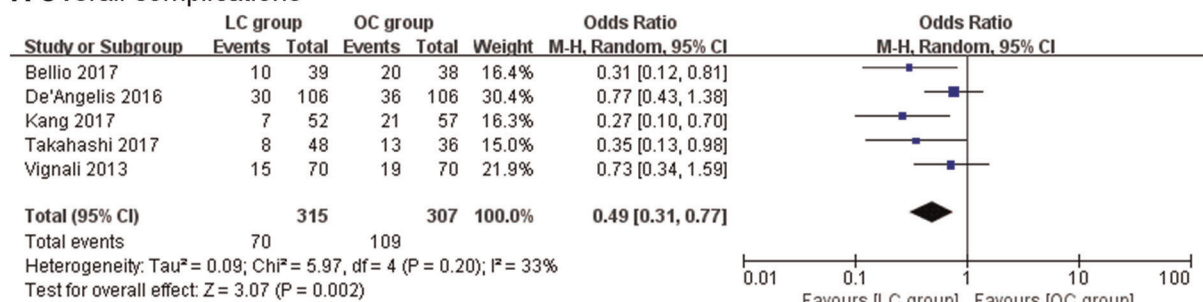 A Overall complications
LC group OC group Odds Ratio Odds Ratio
Study or Subgroup Events Total Events Total Weight M-H, Random, 95% CI M-H, Random, 95% CI
Bellio 2017 10 39 20 38 16.4% 0.31 [0.12, 0.81]
De'Angelis 2016 30 106 36 106 30.4% 0.77 [0.43, 1.38]
Kang 2017 7 52 21 57 16.3% 0.27 [0.10, 0.70]
Takahashi 2017 8 48 13 36 15.0% 0.35 [0.13, 0.98]
Vignali 2013 15 70 19 70 21.9% 0.73 [0.34, 1.59]
Total (95% CI) 315 307 100.0% 0.49 [0.31, 0.77]
Total events 70 109
Heterogeneity: Tau² = 0.09; Chi² = 5.97, df = 4 (P = 0.20); I² = 33%
Test for overall effect: Z = 3.07 (P = 0.002)
0.01 0.1 1 10 100
Favours [LC group] Favours [OC group]